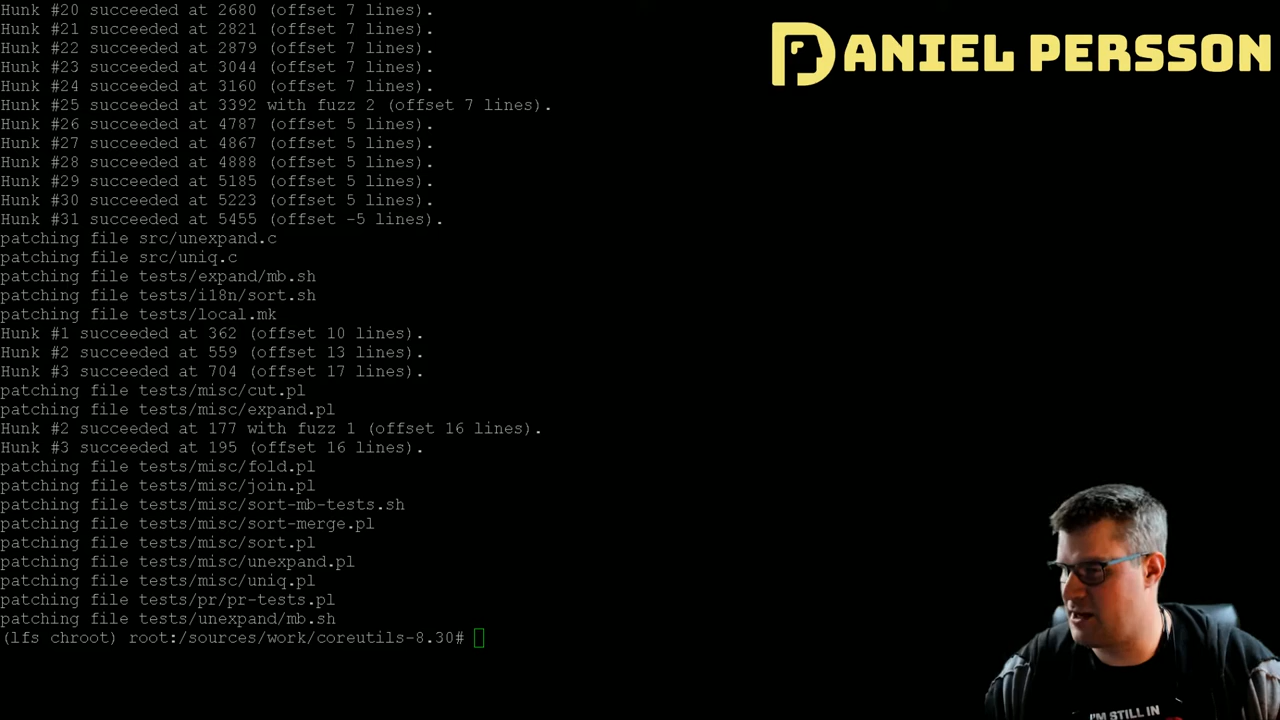 Hunk #20 succeeded at 2680 (offset 7 lines).
Hunk #21 succeeded at 2821 (offset 7 lines).
Hunk #22 succeeded at 2879 (offset 7 lines).
Hunk #23 succeeded at 3044 (offset 7 lines).
Hunk #24 succeeded at 3160 (offset 7 lines).
Hunk #25 succeeded at 3392 with fuzz 2 (offset 7 lines).
Hunk #26 succeeded at 4787 (offset 5 lines).
Hunk #27 succeeded at 4867 (offset 5 lines).
Hunk #28 succeeded at 4888 (offset 5 lines).
Hunk #29 succeeded at 5185 (offset 5 lines).
Hunk #30 succeeded at 5223 (offset 5 lines).
Hunk #31 succeeded at 5455 (offset -5 lines).
patching file src/unexpand.c
patching file src/uniq.c
patching file tests/expand/mb.sh
patching file tests/i18n/sort.sh
patching file tests/local.mk
Hunk #1 succeeded at 362 (offset 10 lines).
Hunk #2 succeeded at 559 (offset 13 lines).
Hunk #3 succeeded at 704 (offset 17 lines).
patching file tests/misc/cut.pl
patching file tests/misc/expand.pl
Hunk #2 succeeded at 177 with fuzz 1 (offset 16 lines).
Hunk #3 succeeded at 195 (offset 16 lines).
patching file tests/misc/fold.pl
patching file tests/misc/join.pl
patching file tests/misc/sort-mb-tests.sh
patching file tests/misc/sort-merge.pl
patching file tests/misc/sort.pl
patching file tests/misc/unexpand.pl
patching file tests/misc/uniq.pl
patching file tests/pr/pr-tests.pl
patching file tests/unexpand/mb.sh
(lfs chroot) root:/sources/work/coreutils-8.30#
DANIEL PERSSON
I'M STILL IN